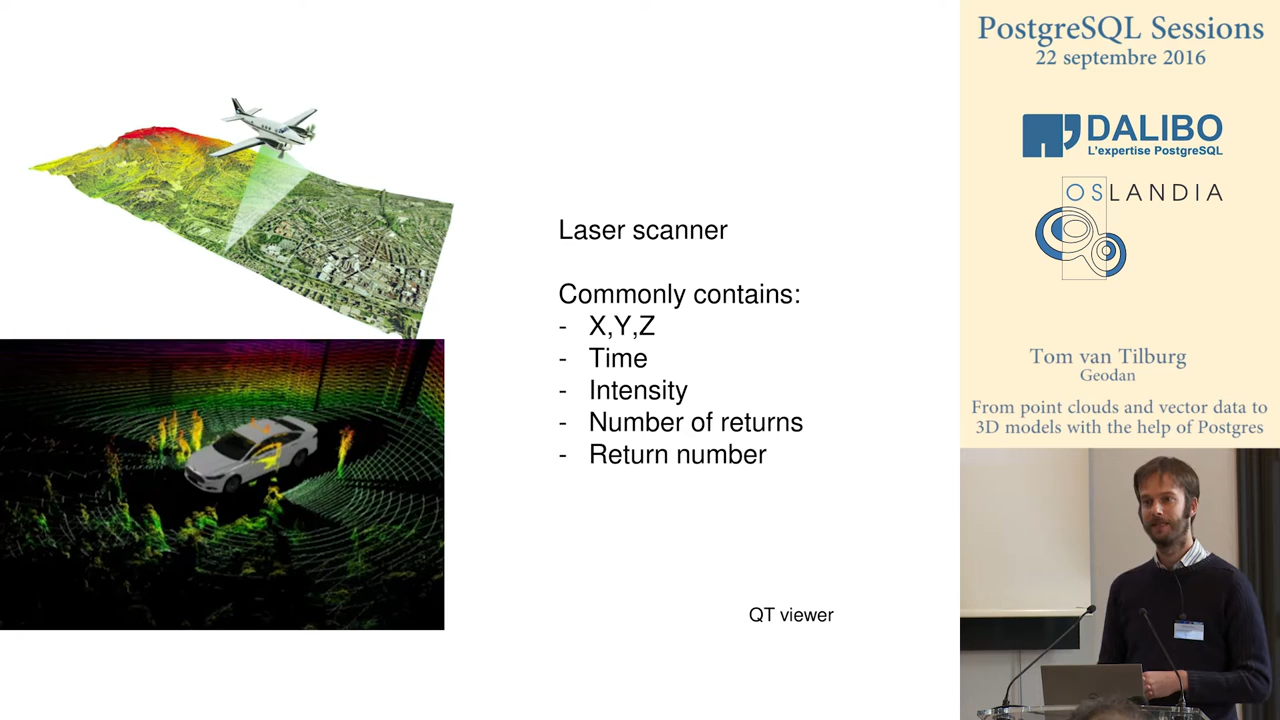 Laser scanner
Commonly contains:
- X,Y,Z
- Time
- Intensity
- Number of returns
- Return number
QT viewer
PostgreSQL Sessions
22 septembre 2016
DALIBO
L'expertise PostgreSQL
OSLANDIA
Tom van Tilburg
Geodan
From point clouds and vector data to
3D models with the help of Postgres